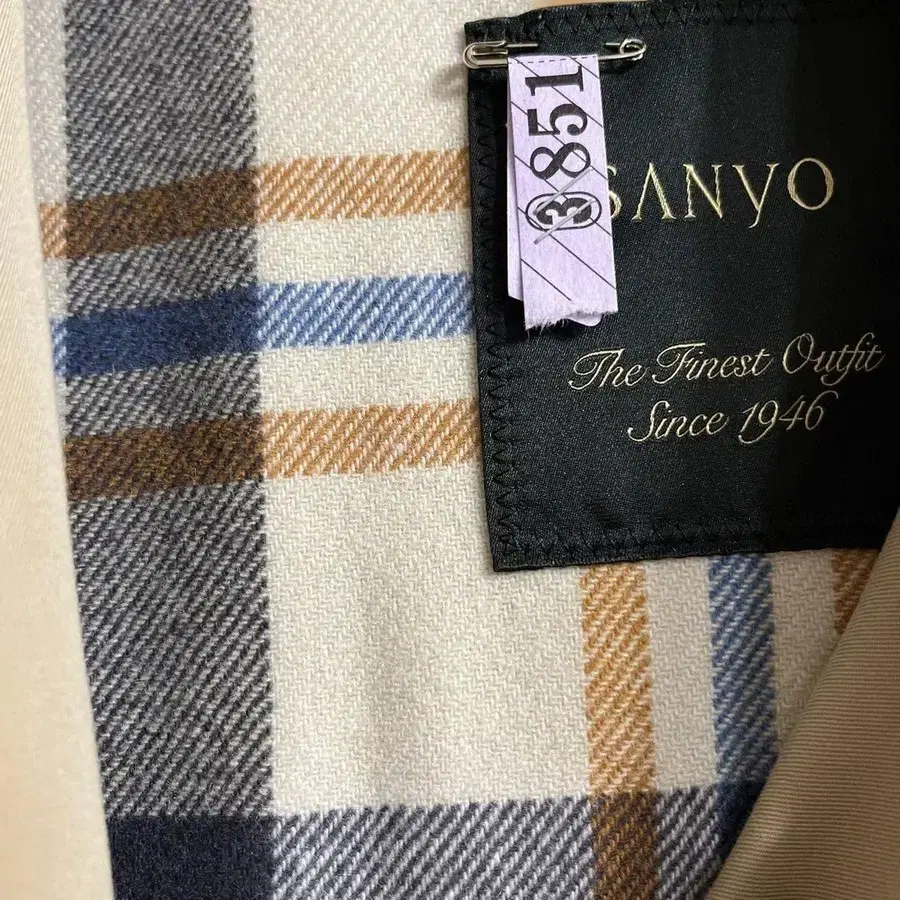 3851
SANYO
The Finest Outfit
Since 1946